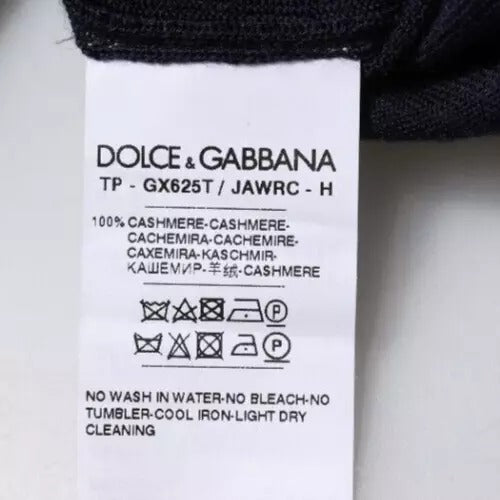 DOLCE & GABBANA
TP - GX625T / JAWRC - H
100% CASHMERE-CASHMERE-
CACHEMIRA-CACHEMIRE-
CAXEMIRA-KASCHMIR-
КАШЕМИР-羊绒-CASHMERE
P
P
NO WASH IN WATER-NO BLEACH-NO
TUMBLER-COOL IRON-LIGHT DRY
CLEANING